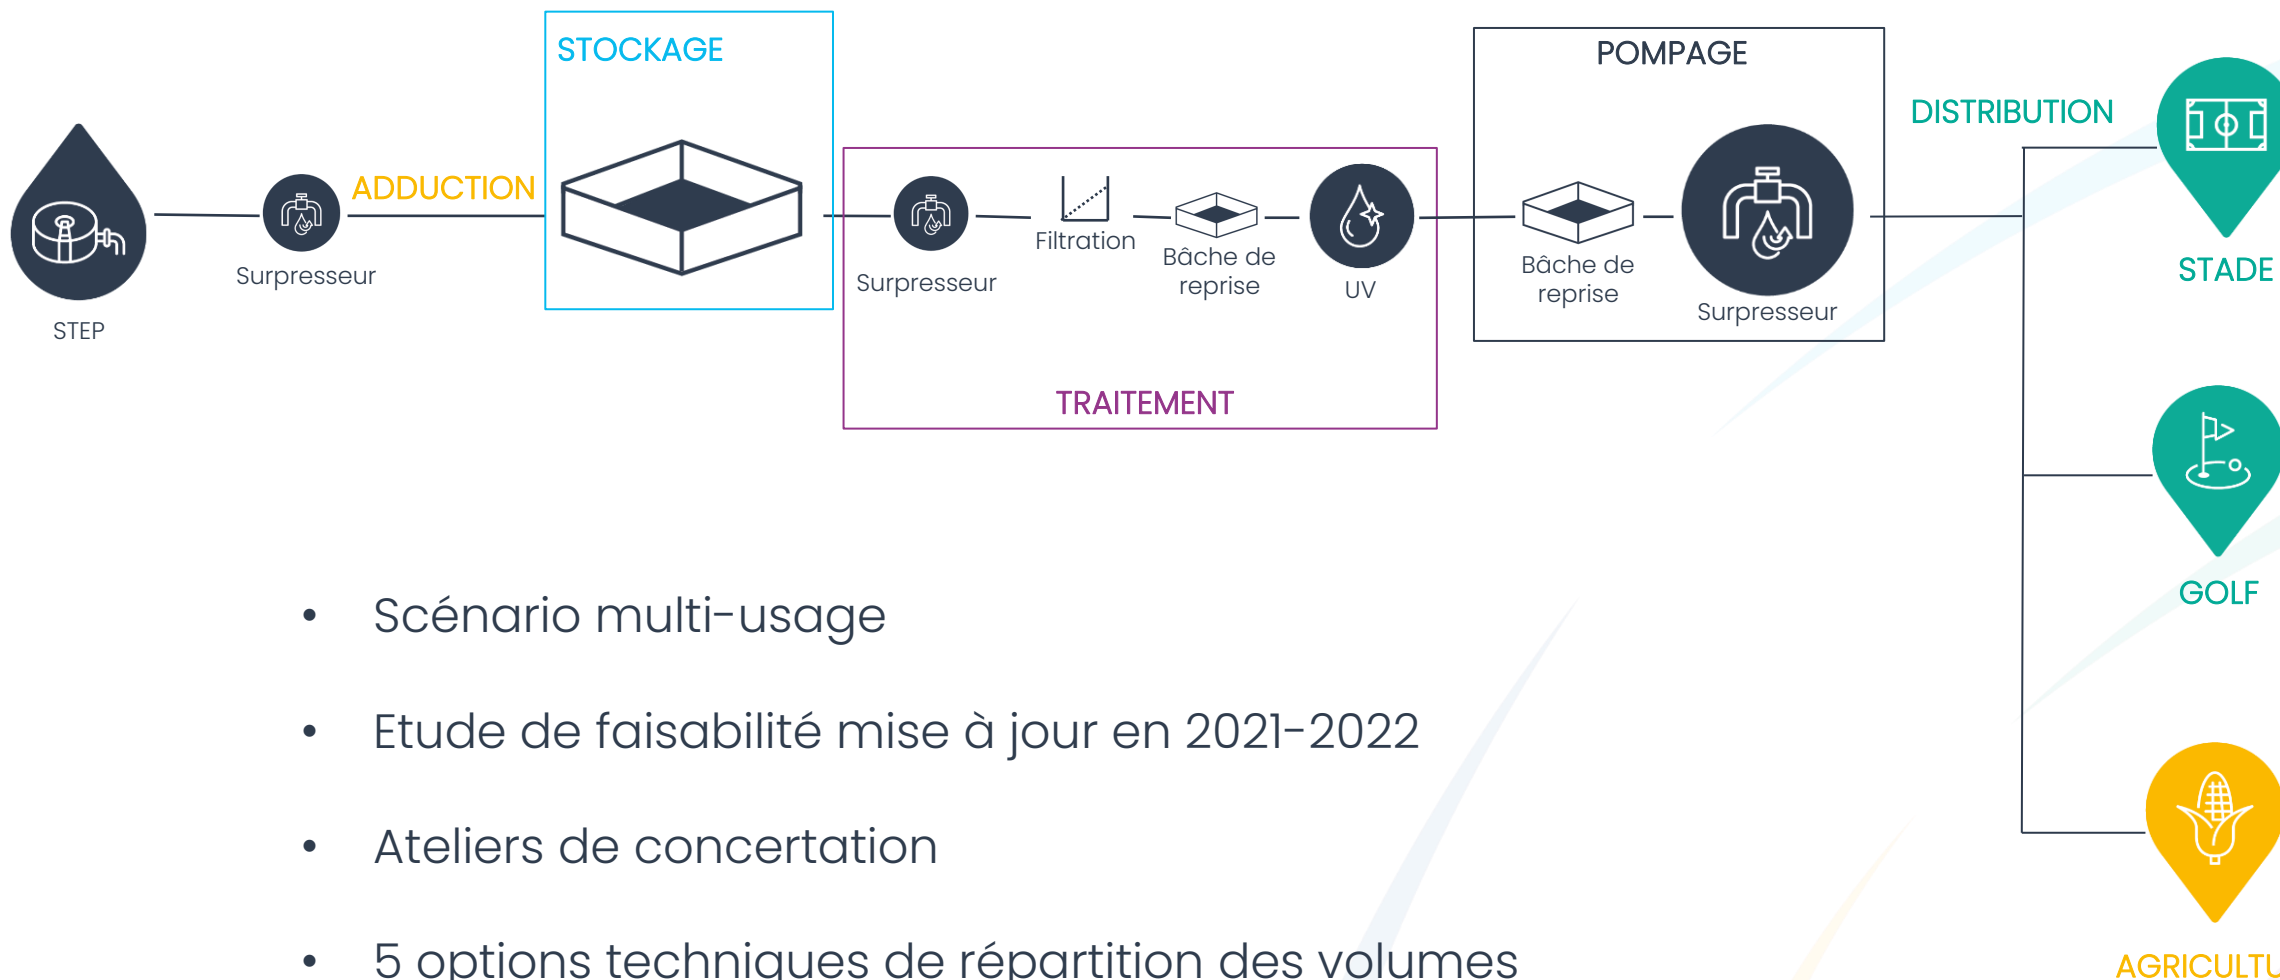 STOCKAGE
POMPAGE
DISTRIBUTION
ADDUCTION
Surpresseur
STEP
Surpresseur
Filtration
Bâche de
reprise
UV
TRAITEMENT
Bâche de
reprise
Surpresseur
STADE
GOLF
AGRICULTU
• Scénario multi-usage
• Etude de faisabilité mise à jour en 2021-2022
• Ateliers de concertation
• 5 options techniques de répartition des volumes